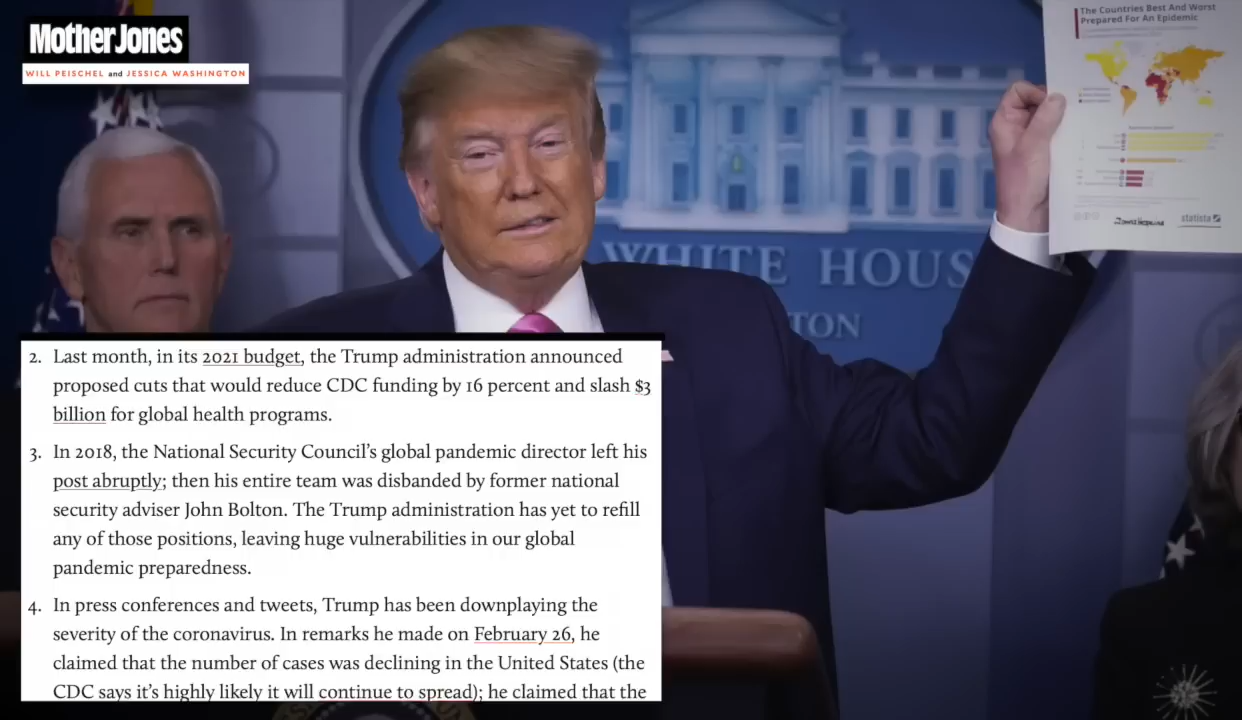 Mother Jones
WILL PEISCHEL and JESSICA WASHINGTON
The Countries Best And Worst
Prepared For An Epidemic
statista
WHITE HOUS
TON
2. Last month, in its 2021 budget, the Trump administration announced
proposed cuts that would reduce CDC funding by 16 percent and slash $3
billion for global health programs.
3. In 2018, the National Security Council’s global pandemic director left his
post abruptly; then his entire team was disbanded by former national
security adviser John Bolton. The Trump administration has yet to refill
any of those positions, leaving huge vulnerabilities in our global
pandemic preparedness.
4. In press conferences and tweets, Trump has been downplaying the
severity of the coronavirus. In remarks he made on February 26, he
claimed that the number of cases was declining in the United States (the
CDC says it’s highly likely it will continue to spread); he claimed that the